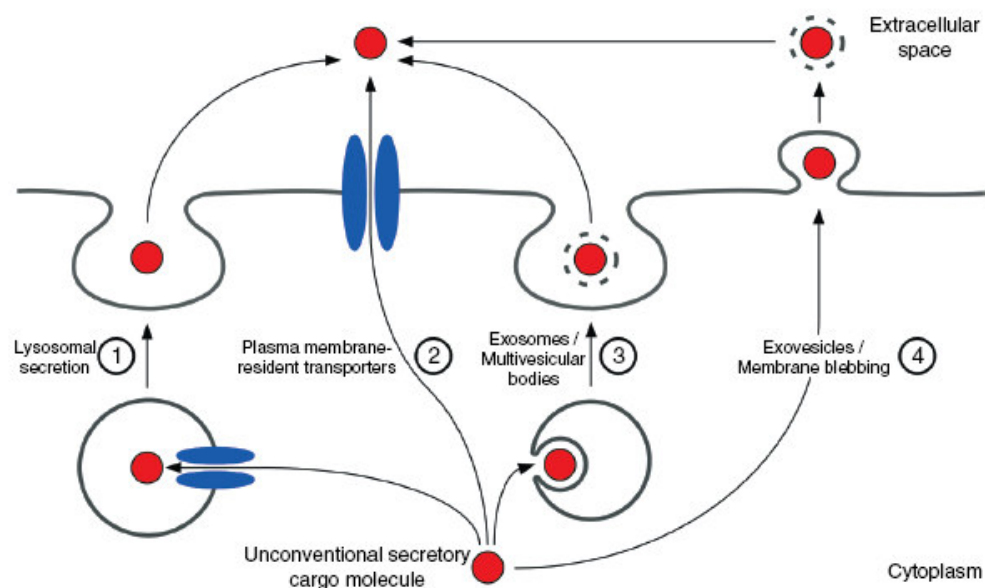 Extracellular
space
Lysosomal
secretion
1
Plasma membrane-
resident transporters
2
Exosomes /
Multivesicular
bodies
3
Exovesicles /
Membrane blebbing
4
Unconventional secretory
cargo molecule
Cytoplasm